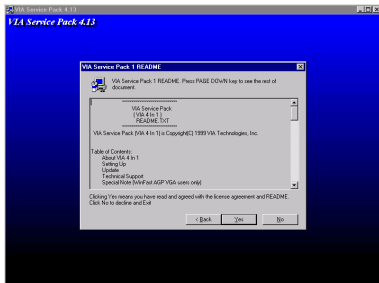 VIA Service Pack 4.13
VIA Service Pack 4.13
VIA Service Pack 1 README
VIA Service Pack 1 README. Press PAGE DOWN key to see the rest of
document.
------------------------------
VIA Service Pack
( VIA 4 In 1 )
README.TXT
------------------------------
VIA Service Pack (VIA 4 In 1) is Copyright(C) 1999 VIA Technologies, Inc.
Table of Contents:
About VIA 4 in 1
Setting Up
Update
Technical Support
Special Note (WinFast AGP VGA users only)
Clicking Yes means you have read and agreed with the license agreement and README.
Click No to decline and Exit
< Back
Yes
No